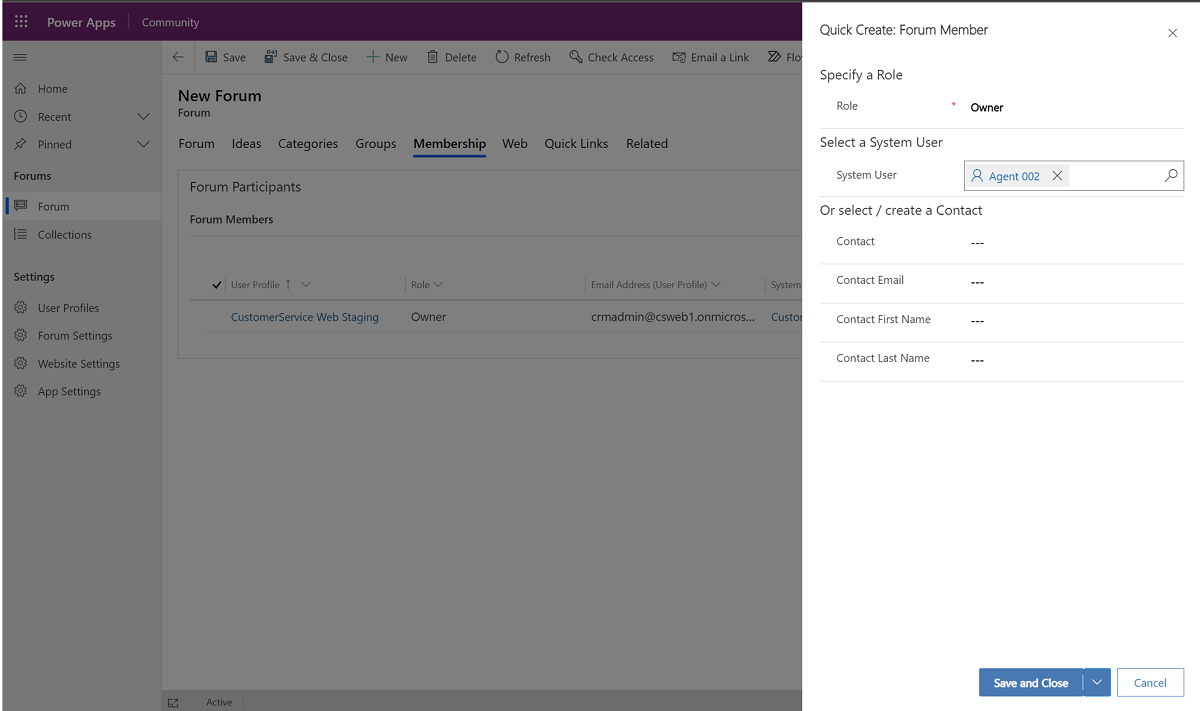 Power Apps Community
Save Save & Close New Delete Refresh Check Access Email a Link Flo
Home
Recent
Pinned
Forums
Forum
Collections
Settings
User Profiles
Forum Settings
Website Settings
App Settings
New Forum
Forum
Forum Ideas Categories Groups Membership Web Quick Links Related
Forum Participants
Forum Members
User Profile Role Email Address (User Profile) System
CustomerService Web Staging Owner crmadmin@csweb1.onmicros... Custor
Active
Quick Create: Forum Member
Specify a Role
Role * Owner
Select a System User
System User Agent 002
Or select / create a Contact
Contact ---
Contact Email ---
Contact First Name ---
Contact Last Name ---
Save and Close Cancel